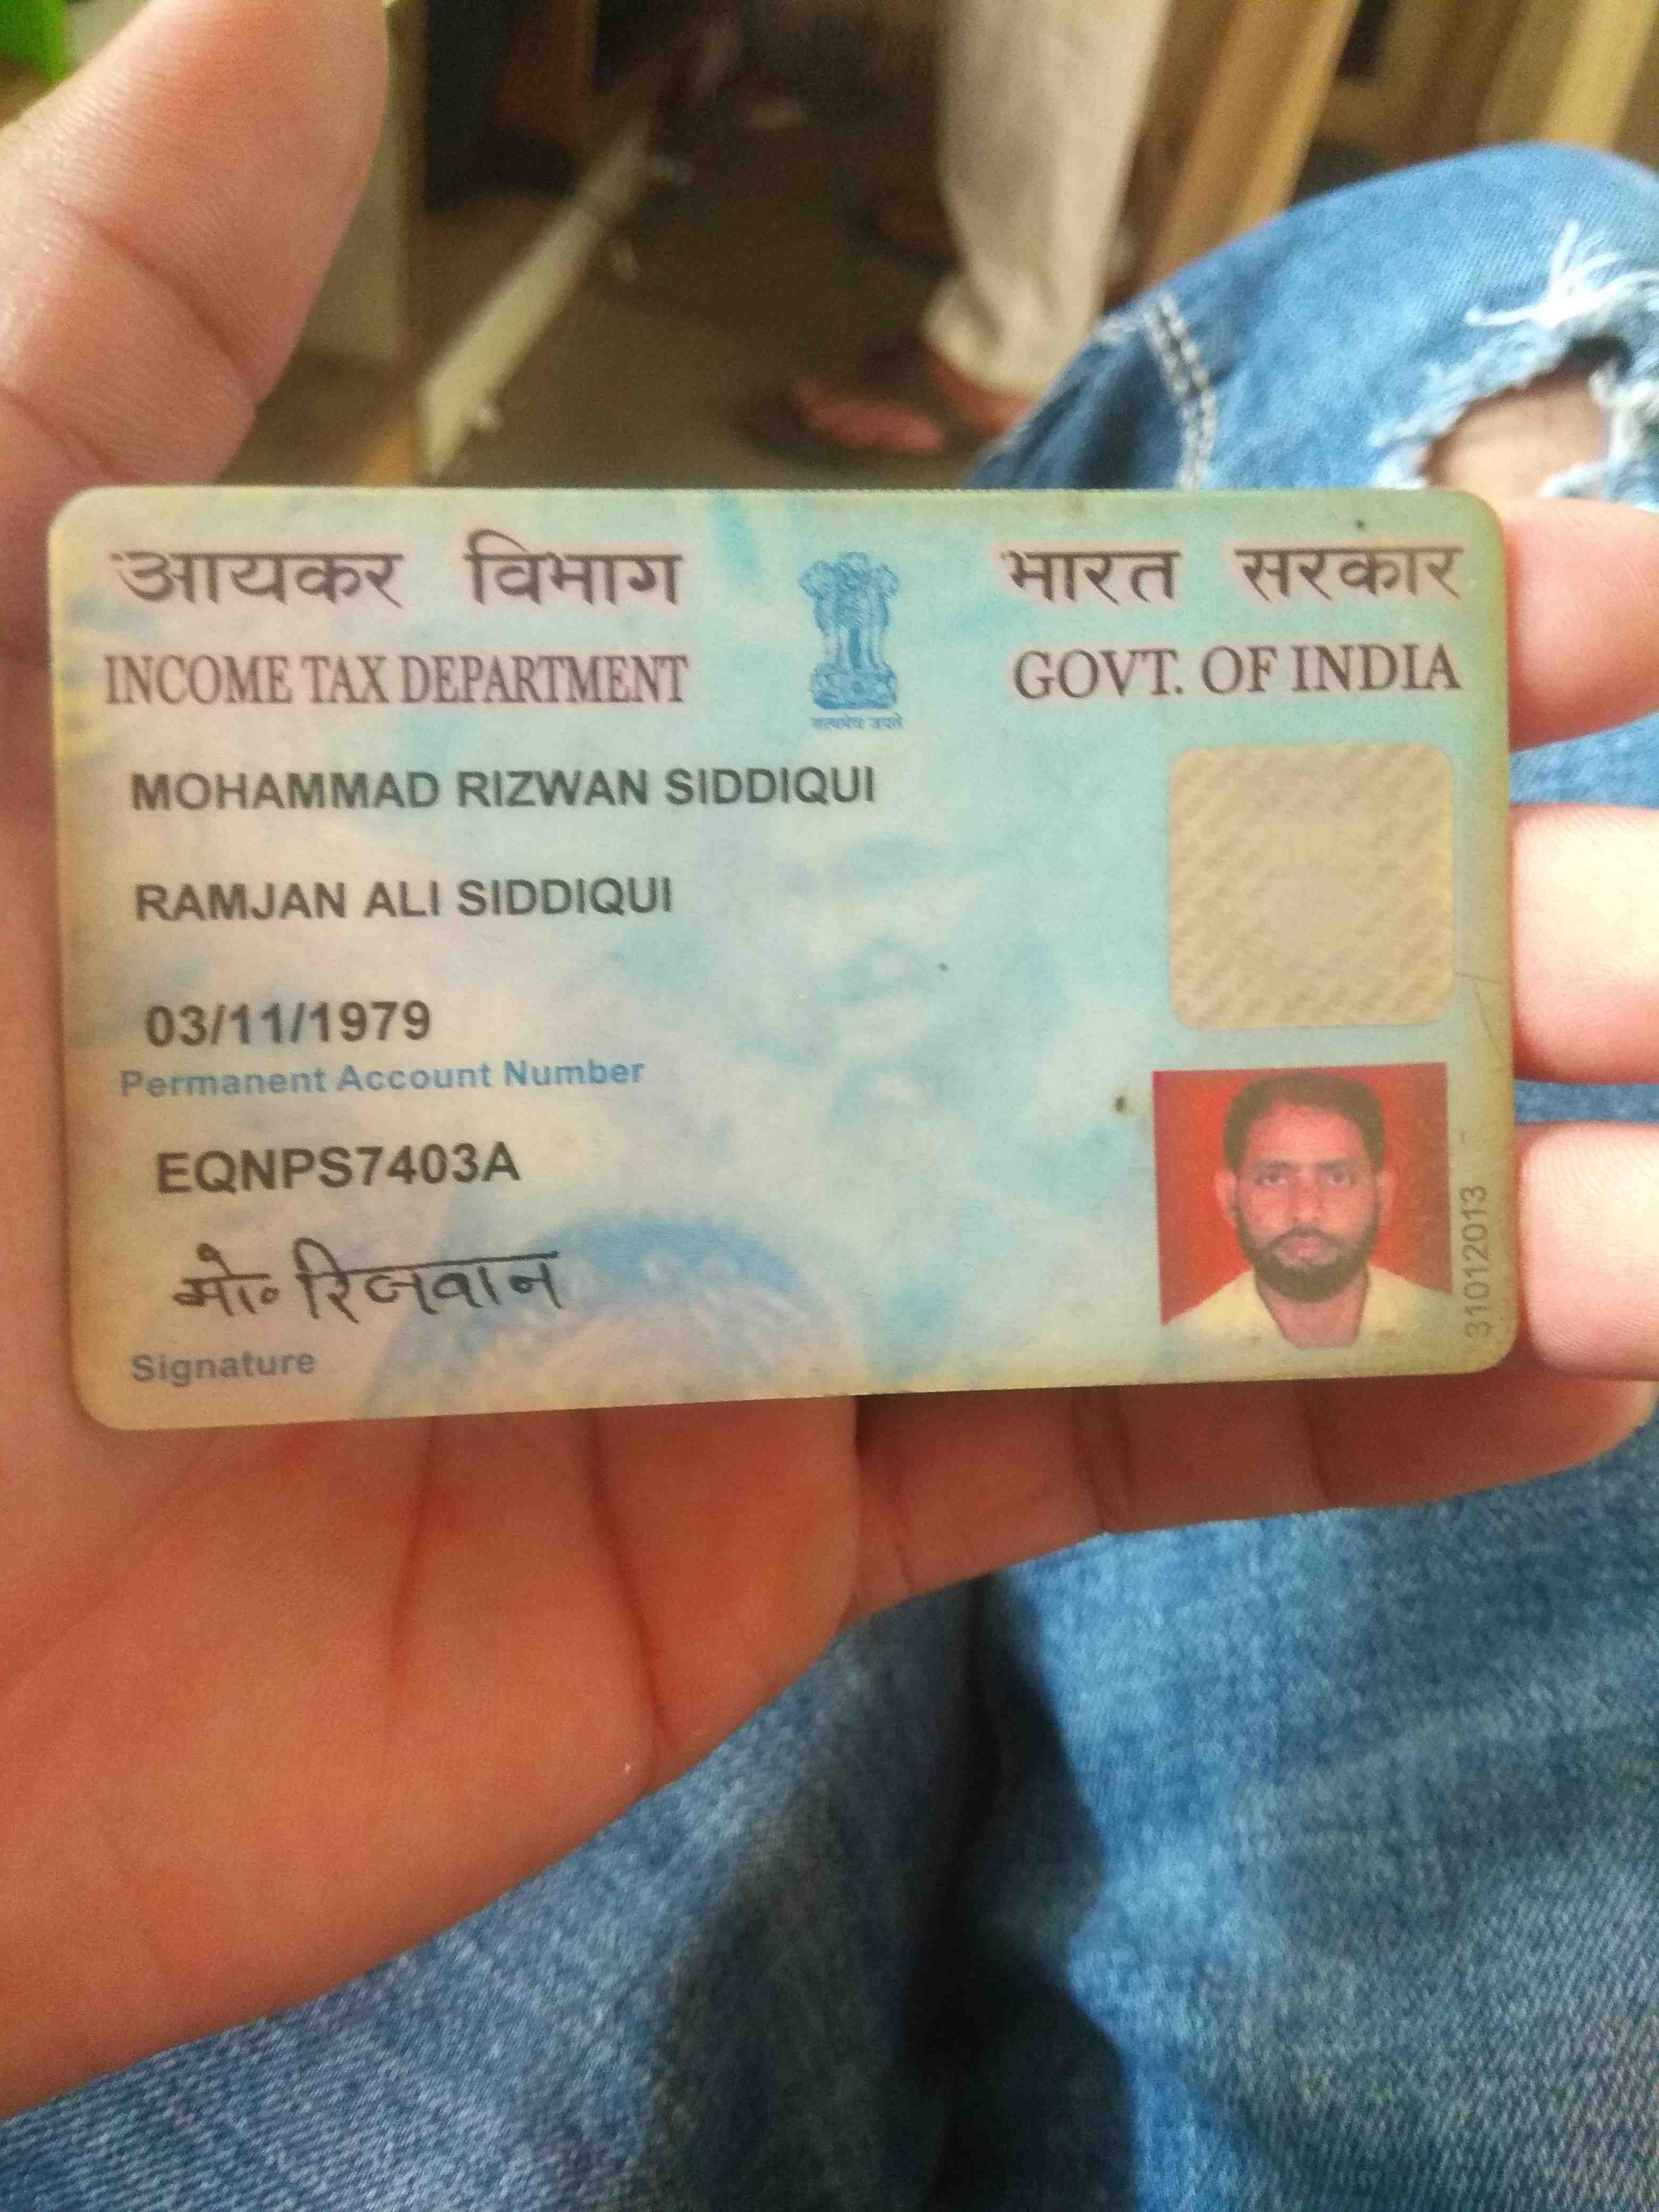 आयकर विभाग
INCOME TAX DEPARTMENT
सत्यमेव जयते
भारत सरकार
GOVT. OF INDIA
MOHAMMAD RIZWAN SIDDIQUI
RAMJAN ALI SIDDIQUI
03/11/1979
Permanent Account Number
EQNPS7403A
मो॰ रिजवान
Signature
31012013